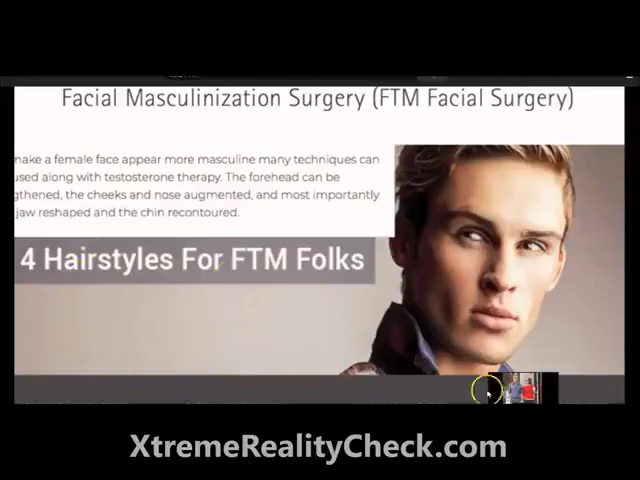 Facial Masculinization Surgery (FTM Facial Surgery)
make a female face appear more masculine many techniques can
used along with testosterone therapy. The forehead can be
gthened, the cheeks and nose augmented, and most importantly
jaw reshaped and the chin recontoured.
4 Hairstyles For FTM Folks
XtremeRealityCheck.com